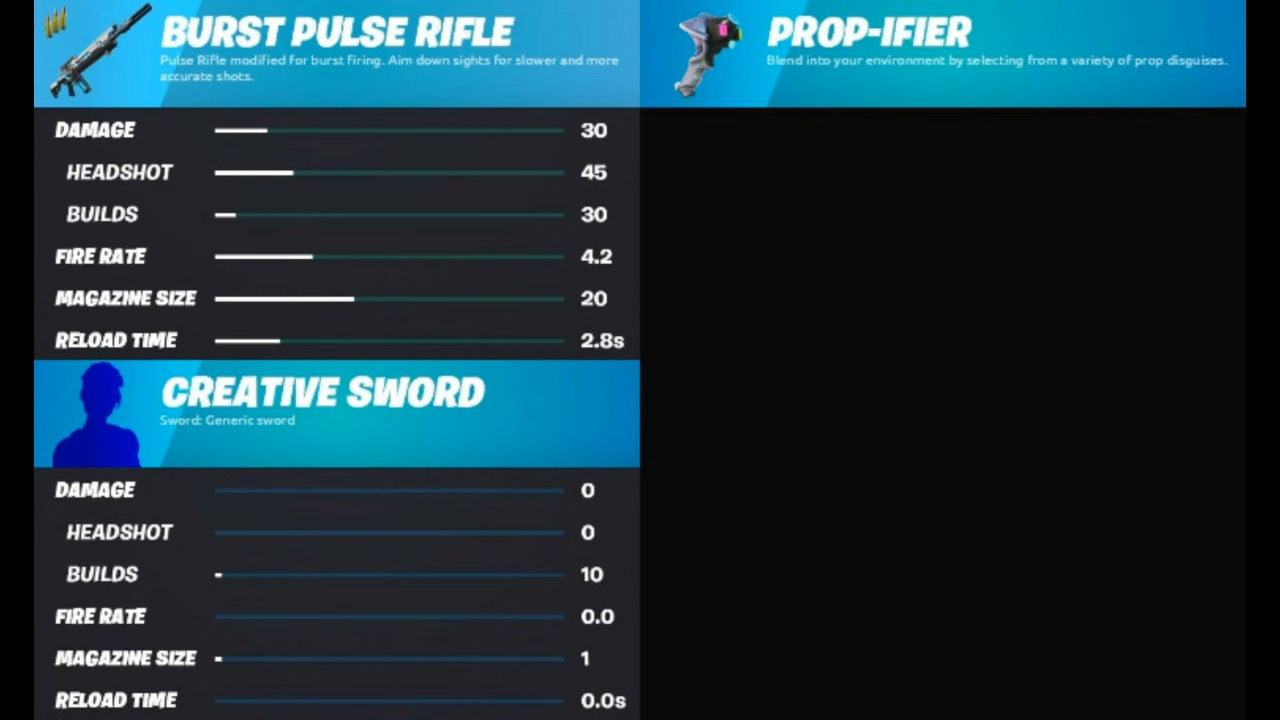 BURST PULSE RIFLE
Pulse Rifle modified for burst firing. Aim down sights for slower and more
accurate shots.
DAMAGE 30
HEADSHOT 45
BUILDS 30
FIRE RATE 4.2
MAGAZINE SIZE 20
RELOAD TIME 2.8s
CREATIVE SWORD
Sword: Generic sword
DAMAGE 0
HEADSHOT 0
BUILDS 10
FIRE RATE 0.0
MAGAZINE SIZE 1
RELOAD TIME 0.0s
PROP-IFIER
Blend into your environment by selecting from a variety of prop disguises.